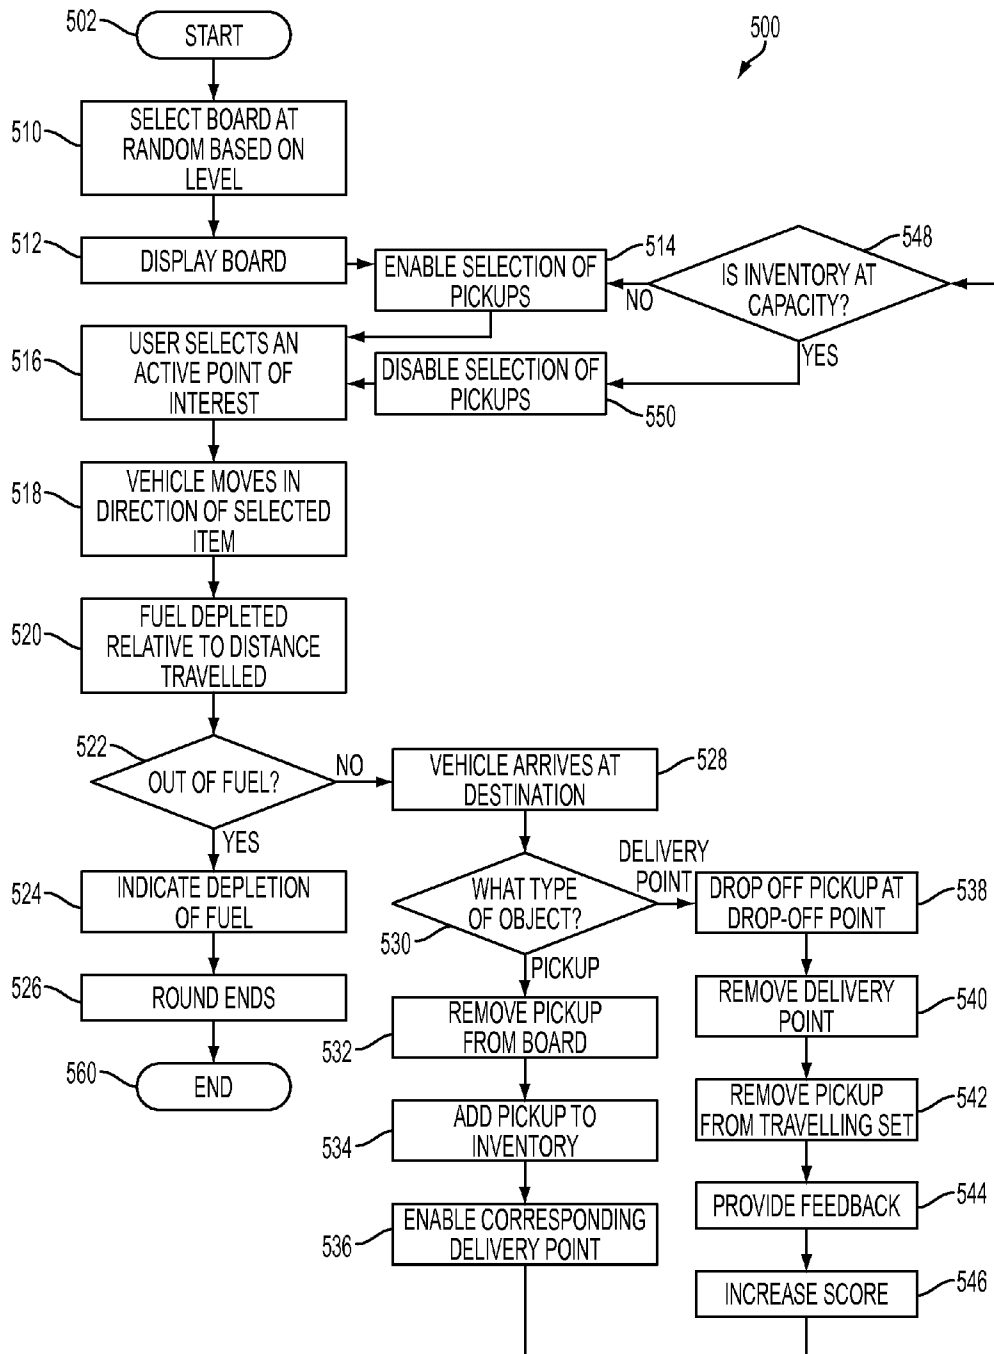 502
START
500
510
SELECT BOARD AT
RANDOM BASED ON
LEVEL
512
DISPLAY BOARD
ENABLE SELECTION OF
PICKUPS
514
NO
IS INVENTORY AT
CAPACITY?
548
YES
516
USER SELECTS AN
ACTIVE POINT OF
INTEREST
DISABLE SELECTION OF
PICKUPS
550
518
VEHICLE MOVES IN
DIRECTION OF SELECTED
ITEM
520
FUEL DEPLETED
RELATIVE TO DISTANCE
TRAVELLED
522
OUT OF FUEL?
NO
YES
VEHICLE ARRIVES AT
DESTINATION
528
524
INDICATE DEPLETION
OF FUEL
WHAT TYPE
OF OBJECT?
530
DELIVERY
POINT
PICKUP
DROP OFF PICKUP AT
DROP-OFF POINT
538
526
ROUND ENDS
532
REMOVE PICKUP
FROM BOARD
REMOVE DELIVERY
POINT
540
560
END
534
ADD PICKUP TO
INVENTORY
REMOVE PICKUP
FROM TRAVELLING SET
542
536
ENABLE CORRESPONDING
DELIVERY POINT
PROVIDE FEEDBACK
544
INCREASE SCORE
546